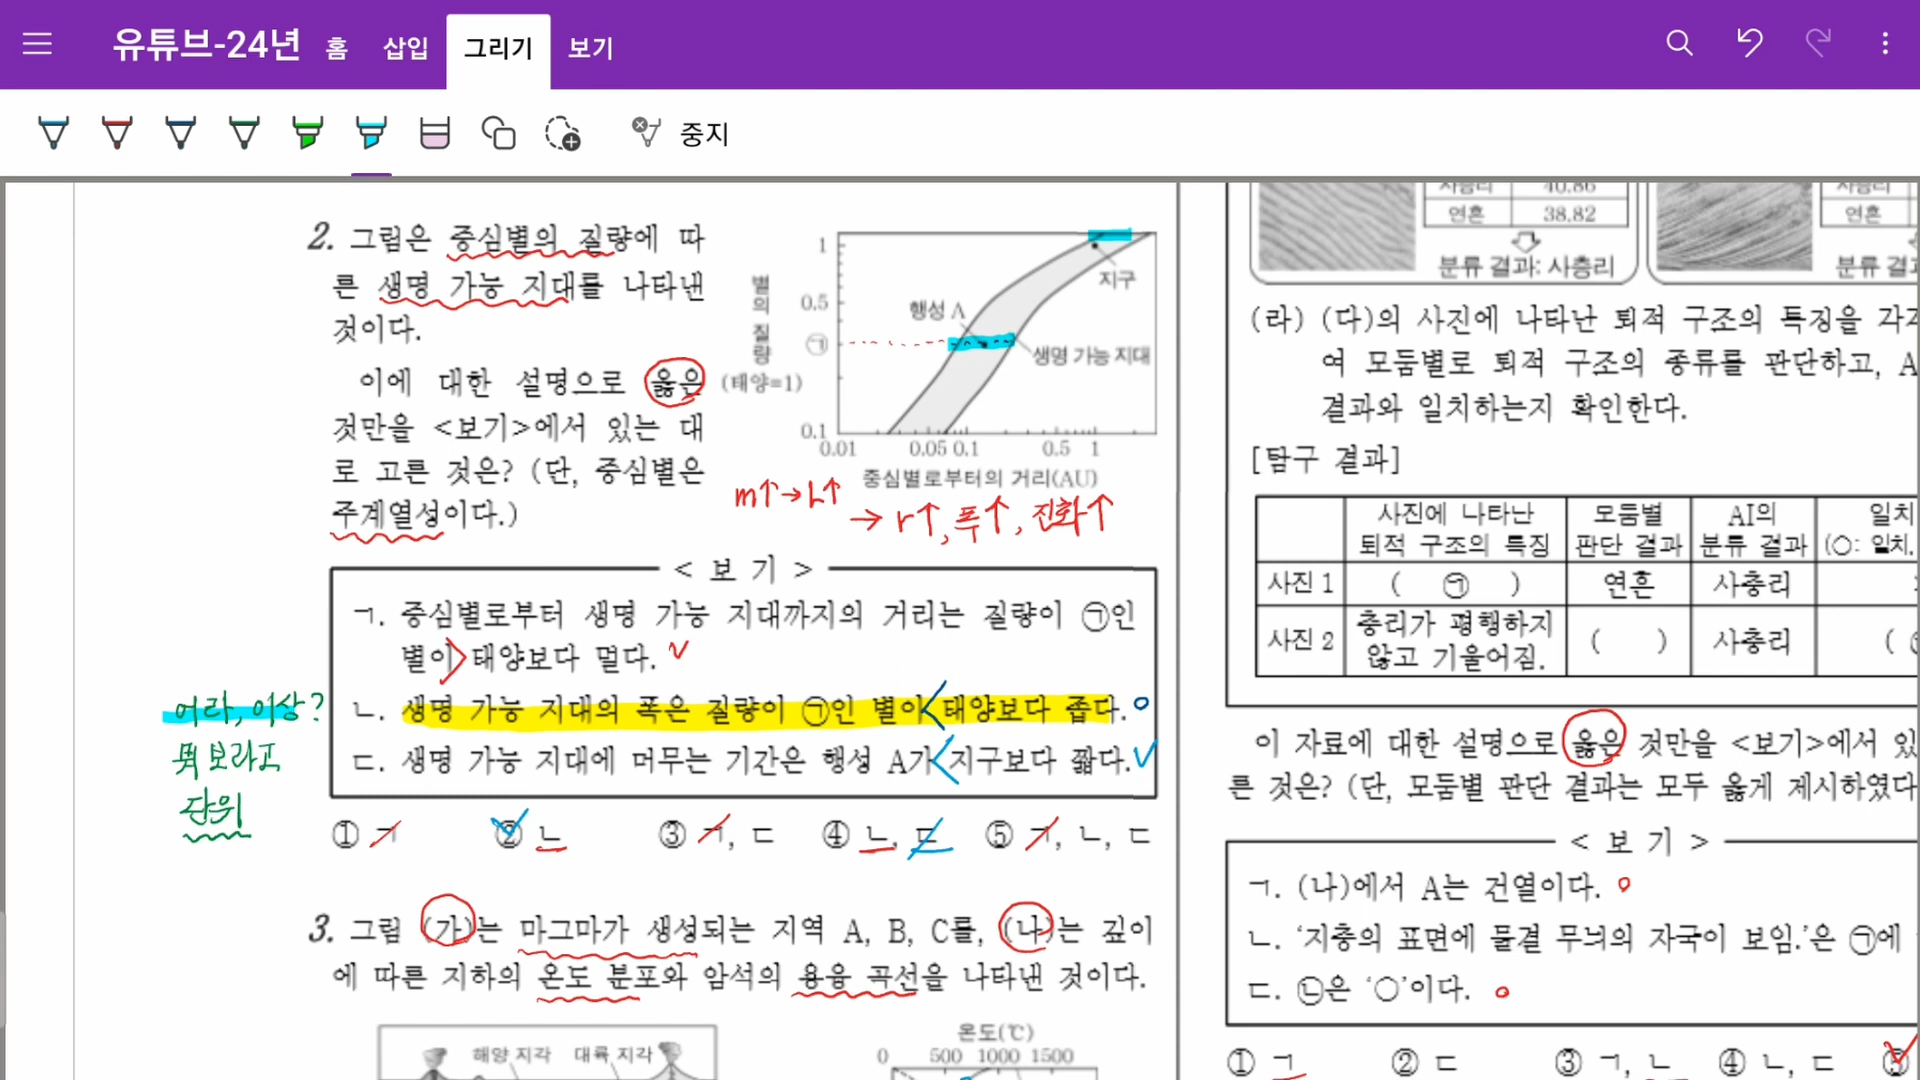 유튜브-24년 홈 삽입 그리기 보기
중지
2. 그림은 중심별의 질량에 따
른 생명 가능 지대를 나타낸
것이다.
이에 대한 설명으로 옳은
것만을 <보기>에서 있는 대
로 고른 것은? (단, 중심별은
주계열성이다.)
별의 질량
(태양=1)
1
0.5
㉠
0.1
지구
행성 A
생명 가능 지대
0.01 0.05 0.1 0.5 1
중심별로부터의 거리(AU)
m↑→L↑
→ r↑, 폭↑, 진화↑
< 보 기 >
ㄱ. 중심별로부터 생명 가능 지대까지의 거리는 질량이 ㉠인
별이 > 태양보다 멀다. ✓
ㄴ. 생명 가능 지대의 폭은 질량이 ㉠인 별이 < 태양보다 좁다. o
ㄷ. 생명 가능 지대에 머무는 기간은 행성 A가 < 지구보다 짧다. ✓
어라, 이상?
뭐 보라고
단위
① ㄱ ② ㄴ ③ ㄱ, ㄷ ④ ㄴ, ㄷ ⑤ ㄱ, ㄴ, ㄷ
3. 그림 (가)는 마그마가 생성되는 지역 A, B, C를, (나)는 깊이
에 따른 지하의 온도 분포와 암석의 용융 곡선을 나타낸 것이다.
해양 지각 대륙 지각
온도(℃)
0 500 1000 1500
사층리 40.86
연흔 38.82
분류 결과: 사층리
사층리
연흔
분류 결과
(라) (다)의 사진에 나타난 퇴적 구조의 특징을 각각
여 모둠별로 퇴적 구조의 종류를 판단하고, A
결과와 일치하는지 확인한다.
[탐구 결과]
사진에 나타난 퇴적 구조의 특징 모둠별 판단 결과 AI의 분류 결과 일치
(○: 일치,
사진 1 ( ㉠ ) 연흔 사층리
사진 2 층리가 평행하지 않고 기울어짐. ( ) 사층리 (
이 자료에 대한 설명으로 옳은 것만을 <보기>에서 있
른 것은? (단, 모둠별 판단 결과는 모두 옳게 제시하였다
< 보 기 >
ㄱ. (나)에서 A는 건열이다. o
ㄴ. ‘지층의 표면에 물결 무늬의 자국이 보임.’은 ㉠에
ㄷ. ㉡은 ‘○’이다. o
① ㄱ ② ㄷ ③ ㄱ, ㄴ ④ ㄴ, ㄷ ⑤